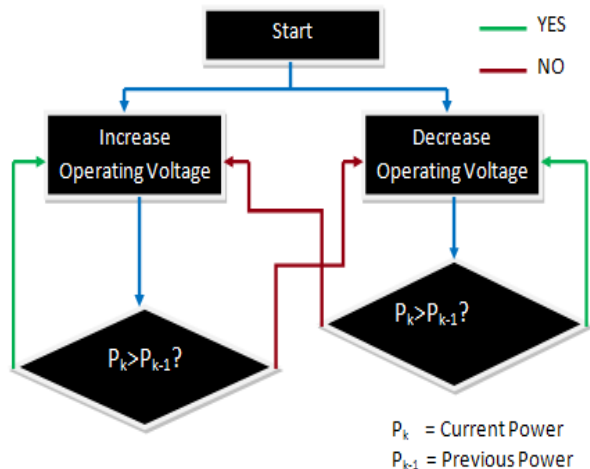 Start
YES
NO
Increase
Operating Voltage
Decrease
Operating Voltage
Pₖ>Pₖ₋₁?
Pₖ>Pₖ₋₁?
Pₖ = Current Power
Pₖ₋₁ = Previous Power